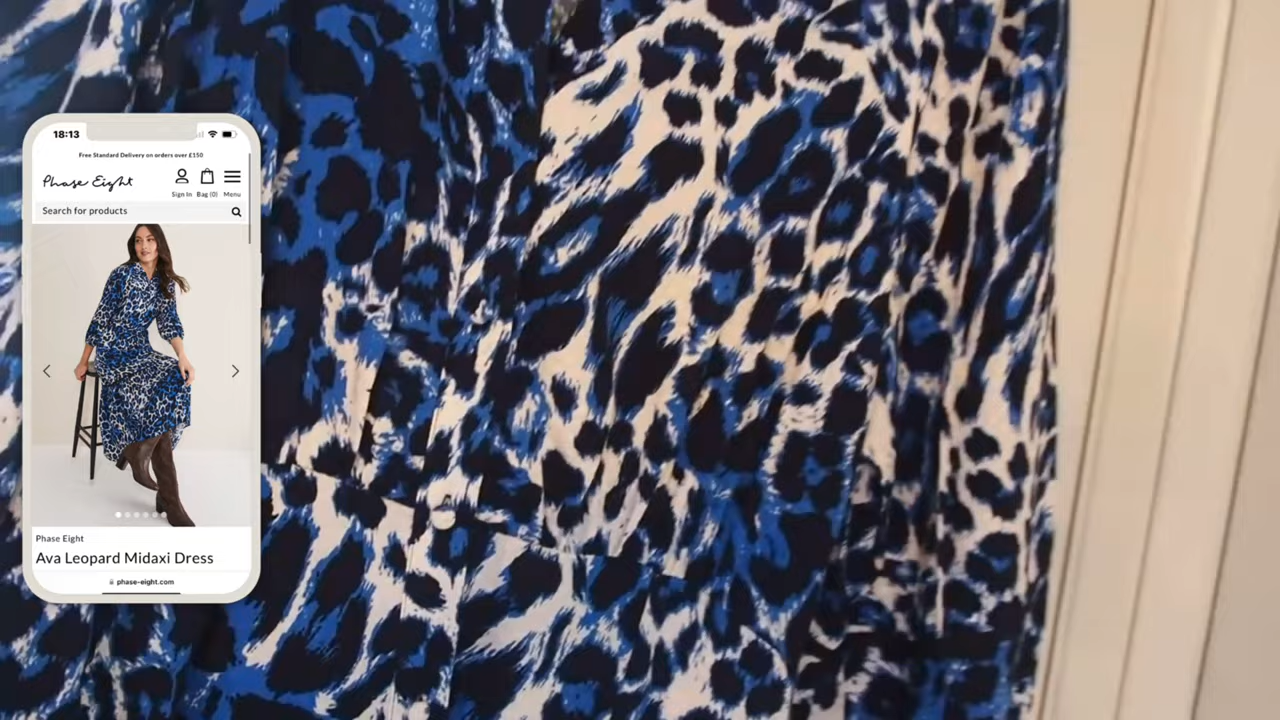 18:13
Free Standard Delivery on orders over £150
Phase Eight
Sign In Bag (0) Menu
Search for products
Phase Eight
Ava Leopard Midaxi Dress
phase-eight.com